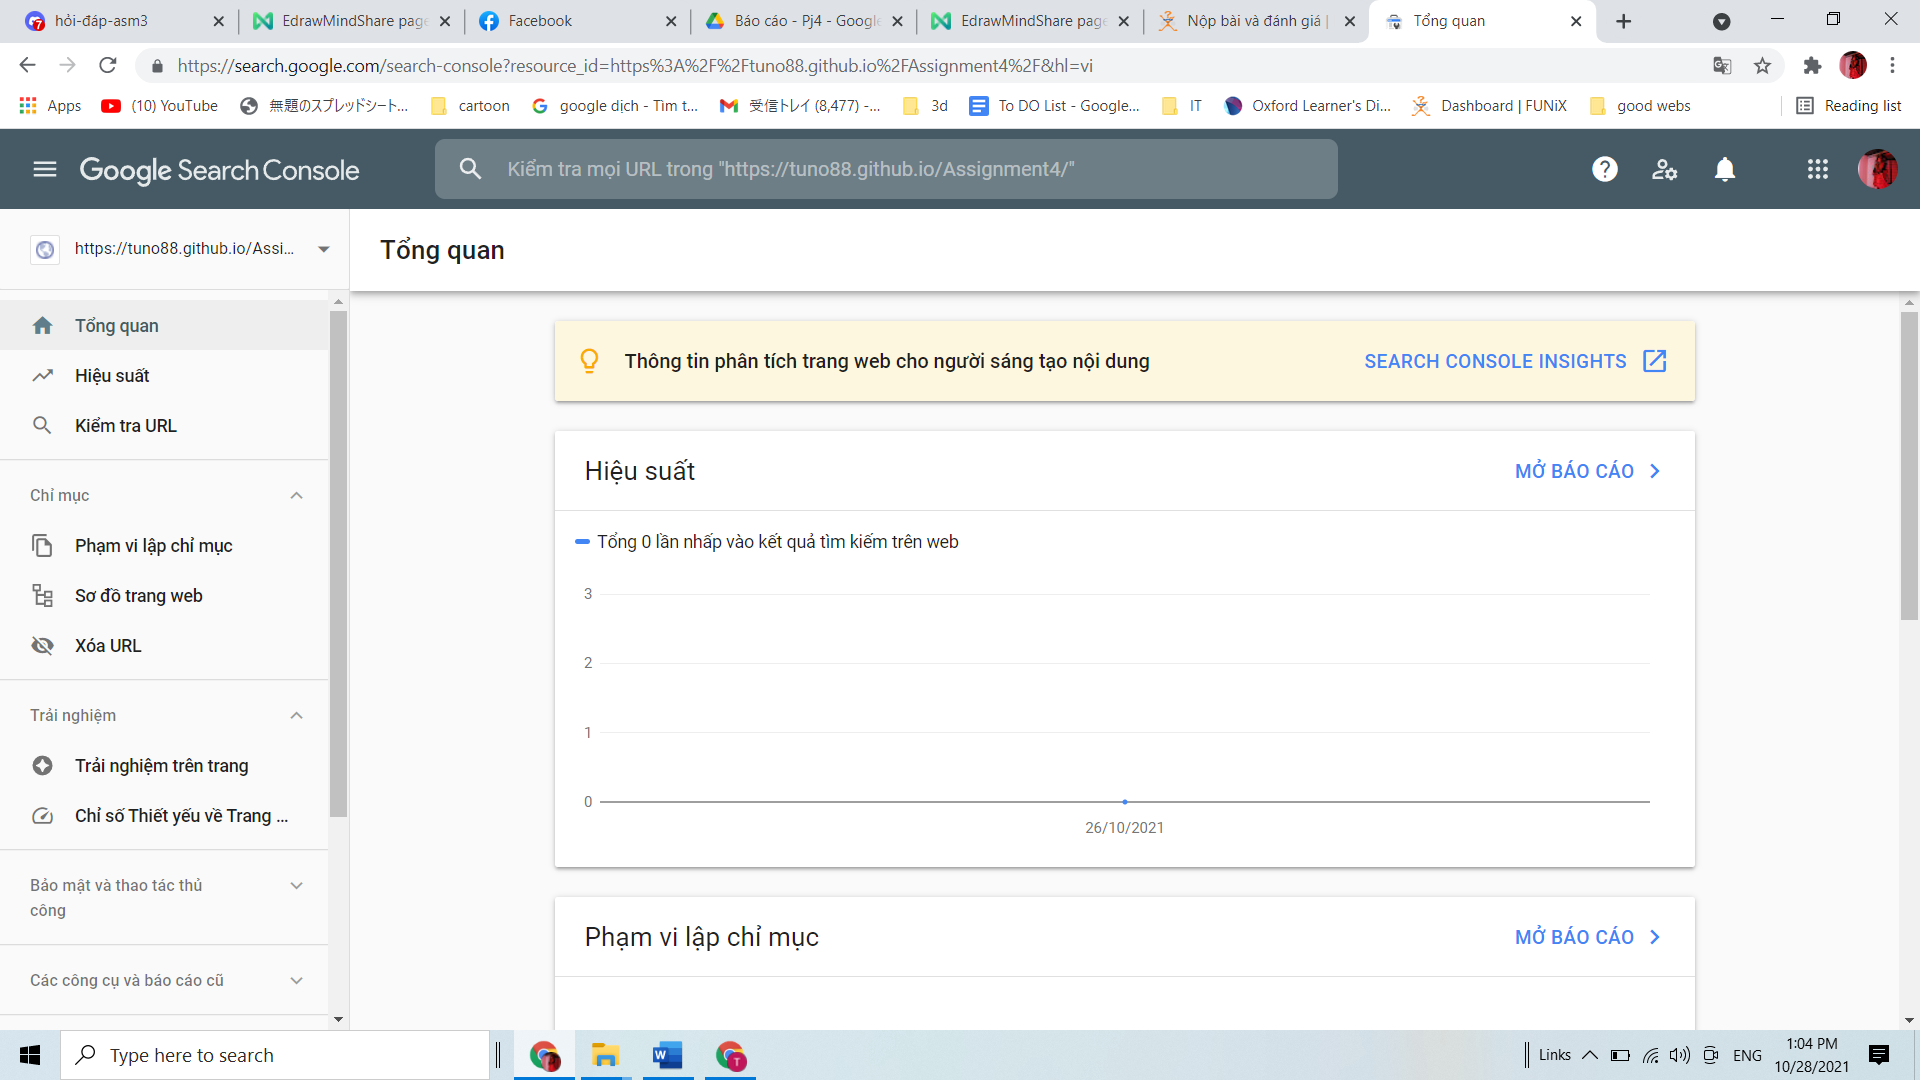 hỏi-đáp-asm3
EdrawMindShare page
Facebook
Báo cáo - Pj4 - Google
EdrawMindShare page
Nộp bài và đánh giá |
Tổng quan
https://search.google.com/search-console?resource_id=https%3A%2F%2Ftuno88.github.io%2FAssignment4%2F&hl=vi
Apps
(10) YouTube
無題のスプレッドシート...
cartoon
google dịch - Tìm t...
受信トレイ (8,477) -...
3d
To DO List - Google...
IT
Oxford Learner's Di...
Dashboard | FUNiX
good webs
Reading list
Google Search Console
Kiểm tra mọi URL trong "https://tuno88.github.io/Assignment4/"
https://tuno88.github.io/Assi...
Tổng quan
Tổng quan
Hiệu suất
Kiểm tra URL
Chỉ mục
Phạm vi lập chỉ mục
Sơ đồ trang web
Xóa URL
Trải nghiệm
Trải nghiệm trên trang
Chỉ số Thiết yếu về Trang ...
Bảo mật và thao tác thủ
công
Các công cụ và báo cáo cũ
Thông tin phân tích trang web cho người sáng tạo nội dung
SEARCH CONSOLE INSIGHTS
Hiệu suất
MỞ BÁO CÁO
Tổng 0 lần nhấp vào kết quả tìm kiếm trên web
3
2
1
0
26/10/2021
Phạm vi lập chỉ mục
MỞ BÁO CÁO
Type here to search
Links
ENG
1:04 PM
10/28/2021